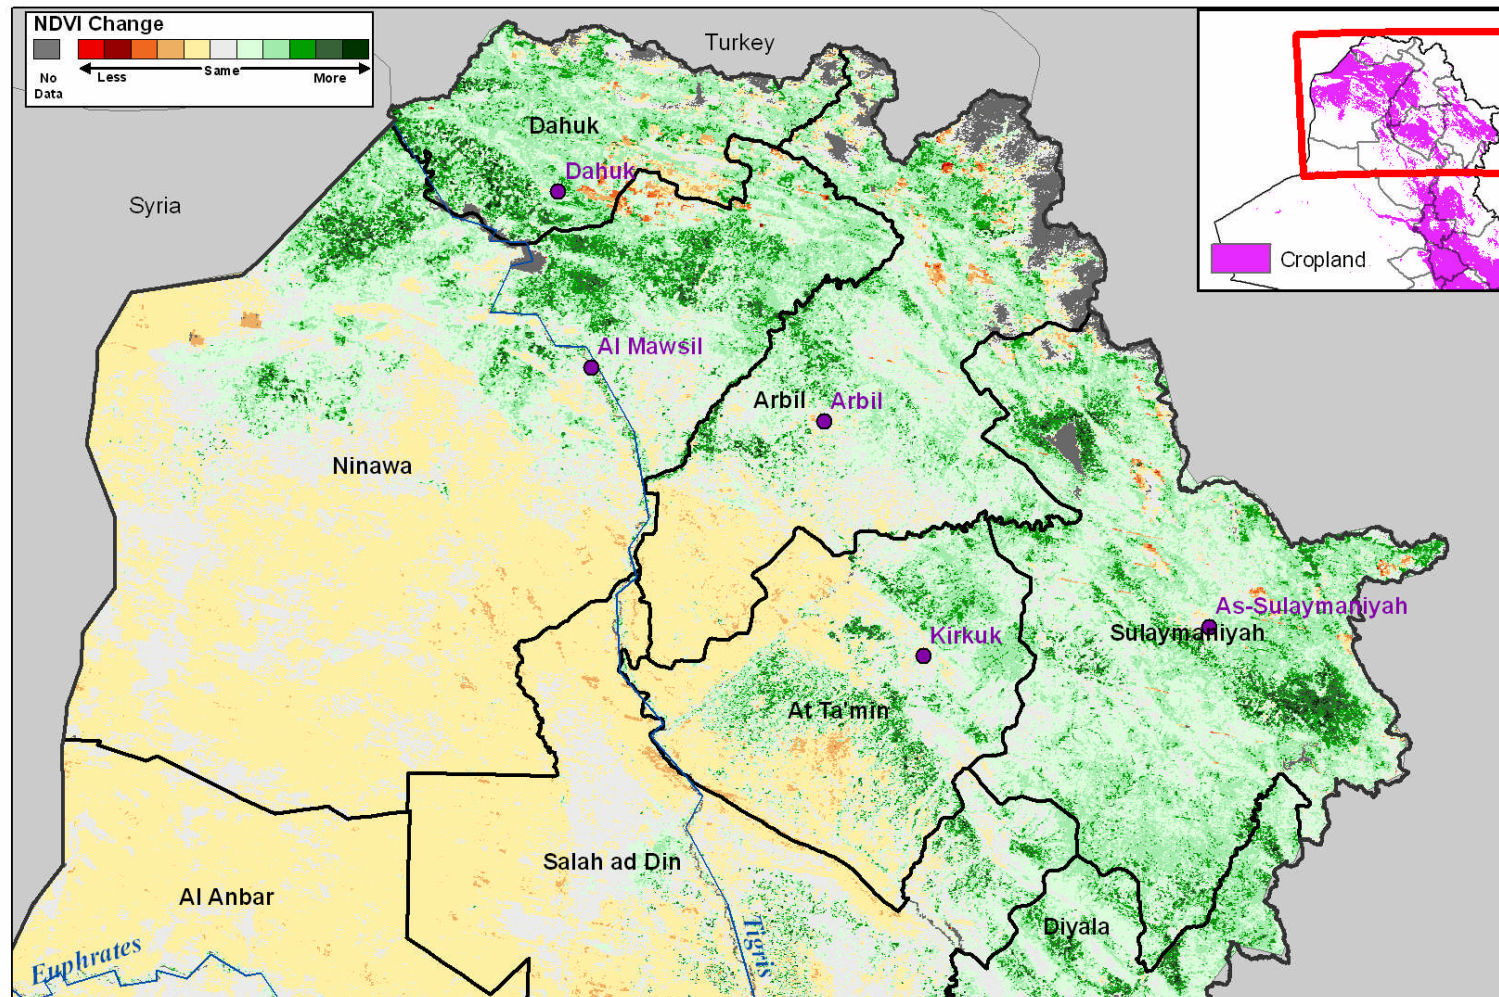 NDVI Change
No
Data
Less
Same
More
Turkey
Syria
Cropland
Dahuk
Dahuk
Al Mawsil
Arbil
Arbil
Ninawa
As-Sulaymaniyah
Sulaymaniyah
Kirkuk
At Ta'min
Salah ad Din
Al Anbar
Diyala
Euphrates
Tigris